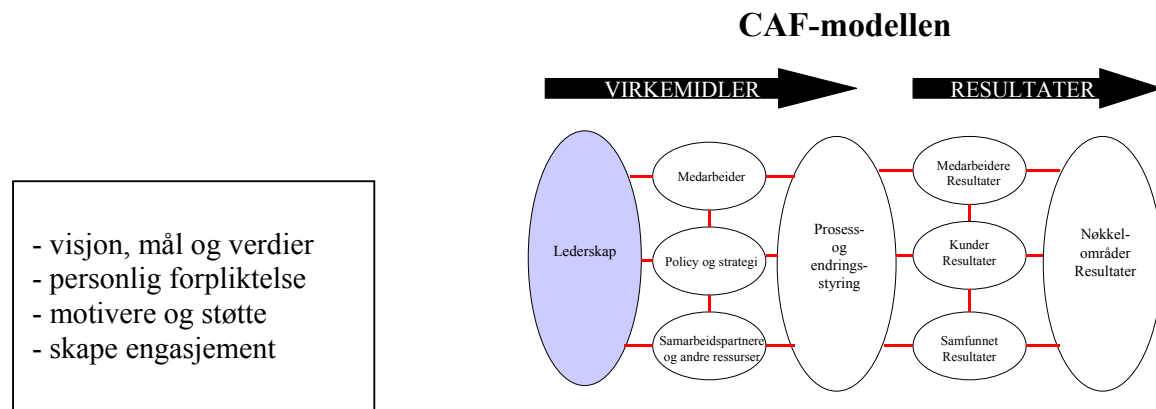 CAF-modellen
VIRKEMIDLER
RESULTATER
- visjon, mål og verdier
- personlig forpliktelse
- motivere og støtte
- skape engasjement
Lederskap
Medarbeider
Policy og strategi
Samarbeidspartnere
og andre ressurser
Prosess-
og
endrings-
styring
Medarbeidere
Resultater
Kunder
Resultater
Samfunnet
Resultater
Nøkkel-
områder
Resultater